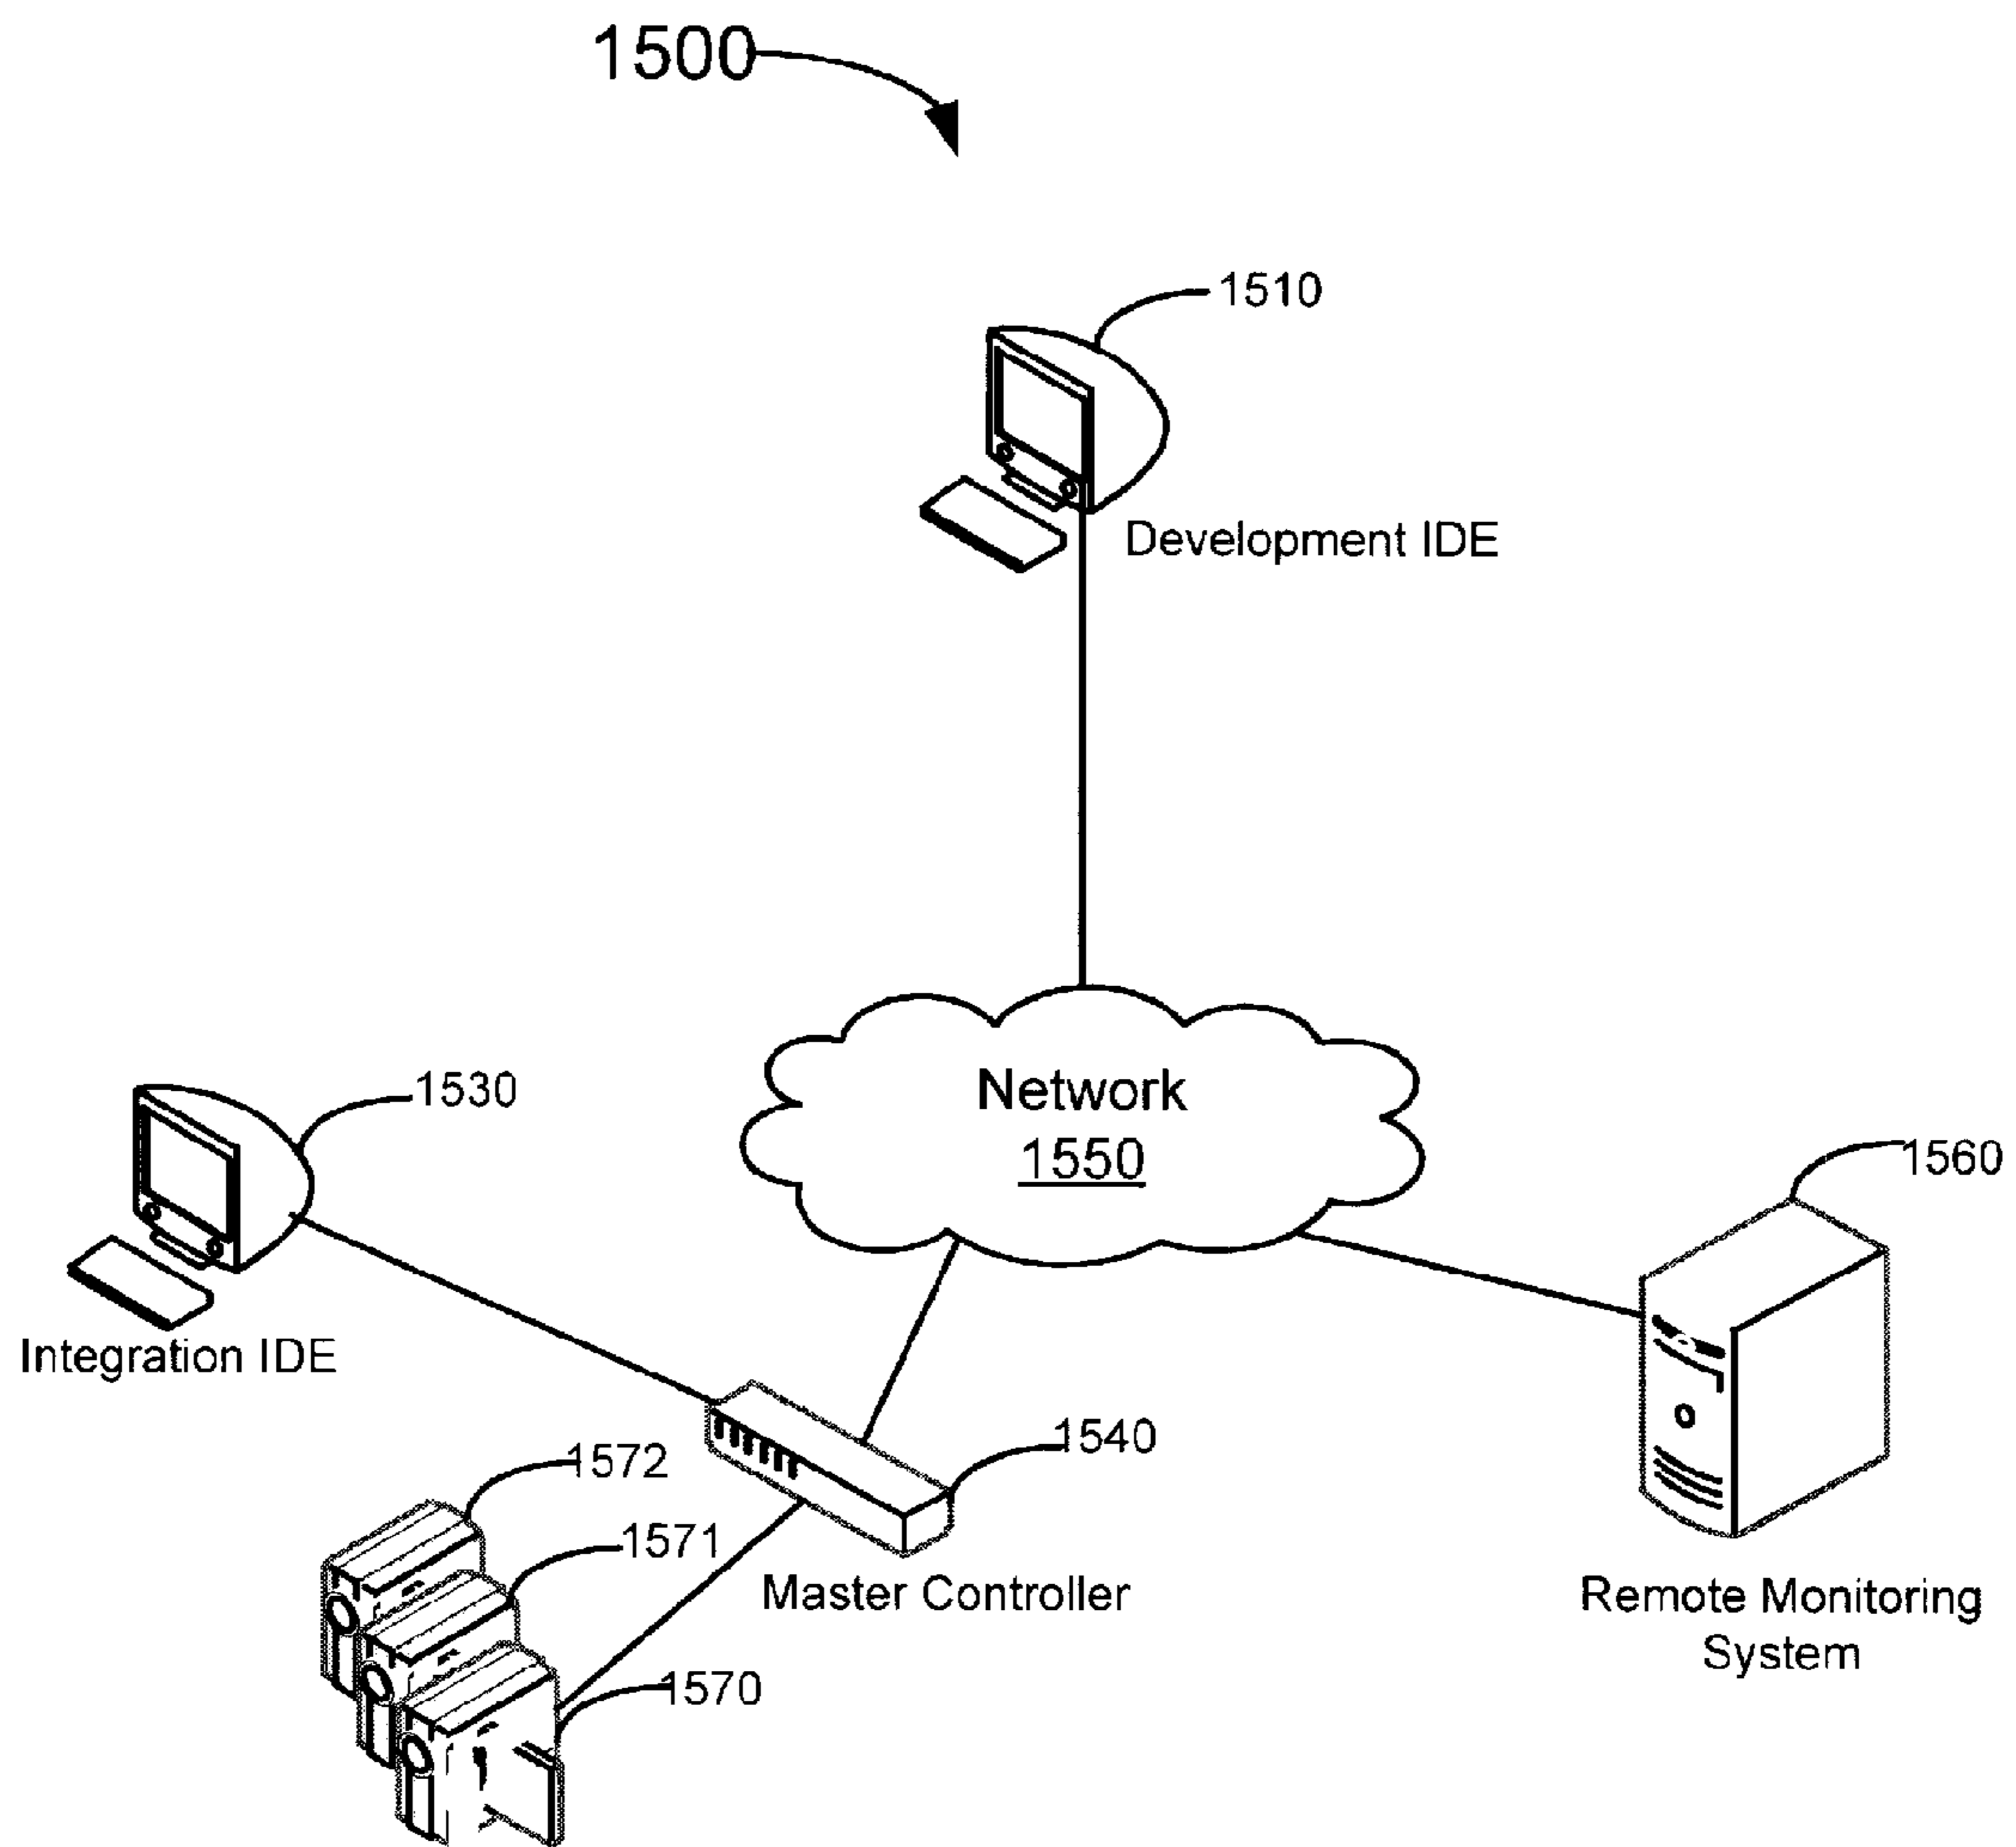 1500
1510
Development IDE
Network
1550
1530
1560
Integration IDE
1540
1572
1571
Master Controller
Remote Monitoring
System
1570